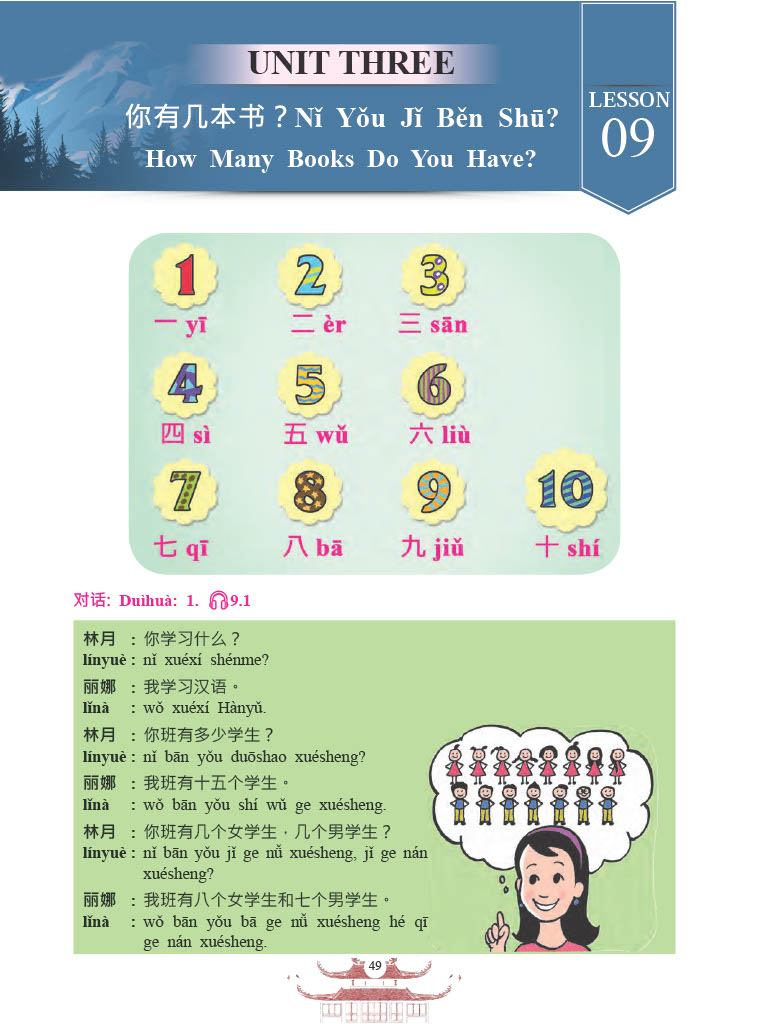 UNIT THREE
LESSON
09
你有几本书？Nǐ Yǒu Jǐ Běn Shū?
How Many Books Do You Have?
1 2 3
一 yī 二 èr 三 sān
4 5 6
四 sì 五 wǔ 六 liù
7 8 9 10
七 qī 八 bā 九 jiǔ 十 shí
对话: Duìhuà: 1. 9.1
林月 : 你学习什么？
línyuè : nǐ xuéxí shénme?
丽娜 : 我学习汉语。
lǐnà : wǒ xuéxí Hànyǔ.
林月 : 你班有多少学生？
línyuè : nǐ bān yǒu duōshao xuésheng?
丽娜 : 我班有十五个学生。
lǐnà : wǒ bān yǒu shí wǔ ge xuésheng.
林月 : 你班有几个女学生，几个男学生？
línyuè : nǐ bān yǒu jǐ ge nǚ xuésheng, jǐ ge nán
xuésheng?
丽娜 : 我班有八个女学生和七个男学生。
lǐnà : wǒ bān yǒu bā ge nǚ xuésheng hé qī
ge nán xuésheng.
49